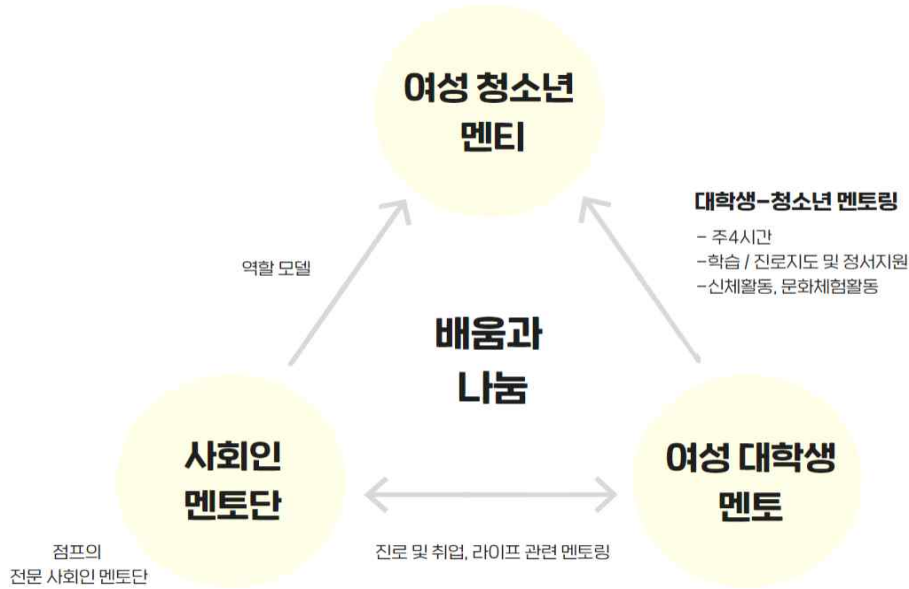 여성 청소년
멘티
대학생-청소년 멘토링
- 주4시간
-학습 / 진로지도 및 정서지원
-신체활동, 문화체험활동
역할 모델
배움과
나눔
사회인
멘토단
여성 대학생
멘토
점프의
전문 사회인 멘토단
진로 및 취업, 라이프 관련 멘토링